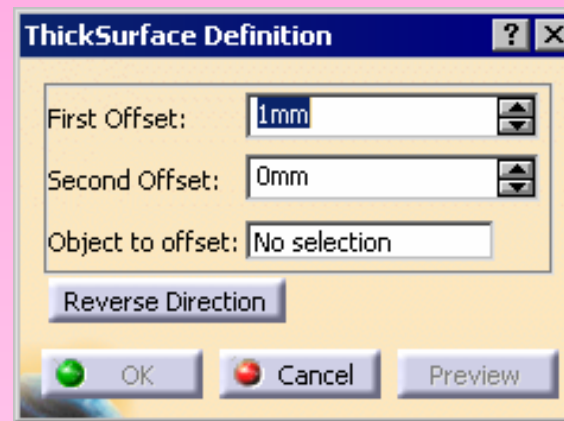 ThickSurface Definition ? X
First Offset: 1mm
Second Offset: 0mm
Object to offset: No selection
Reverse Direction
OK Cancel Preview